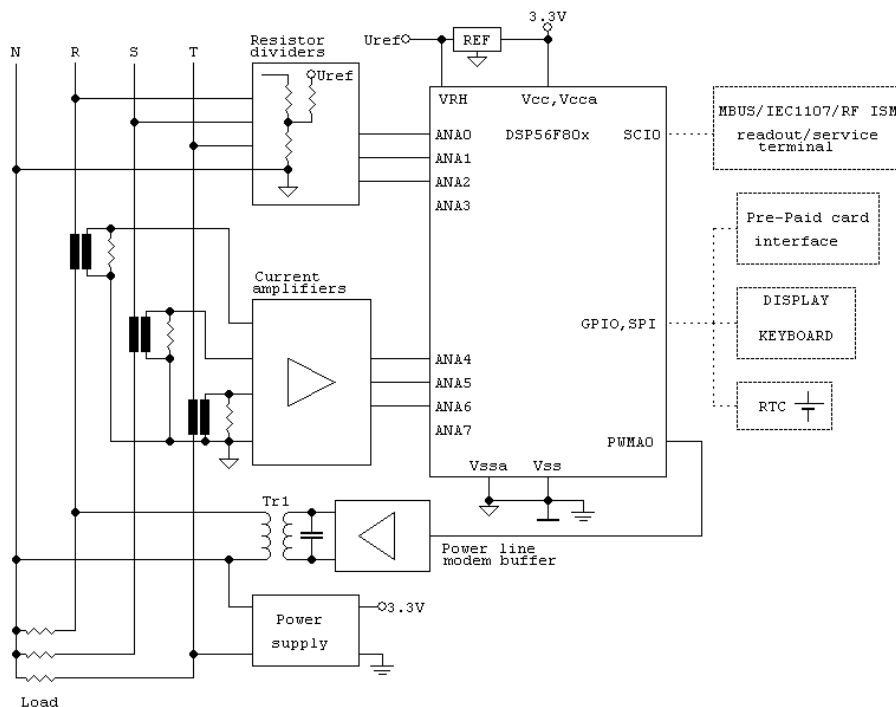 3.3V
Uref
REF
N R S T
Resistor
dividers
Uref
VRH
Vcc,Vcca
ANA0
DSP56F80x
SCI0
ANA1
ANA2
ANA3
MBUS/IEC1107/RF ISM
readout/service
terminal
Pre-Paid card
interface
Current
amplifiers
DISPLAY
KEYBOARD
GPIO,SPI
ANA4
ANA5
ANA6
ANA7
RTC
PWMA0
Vssa
Vss
Tr1
Power line
modem buffer
Power
supply
3.3V
Load